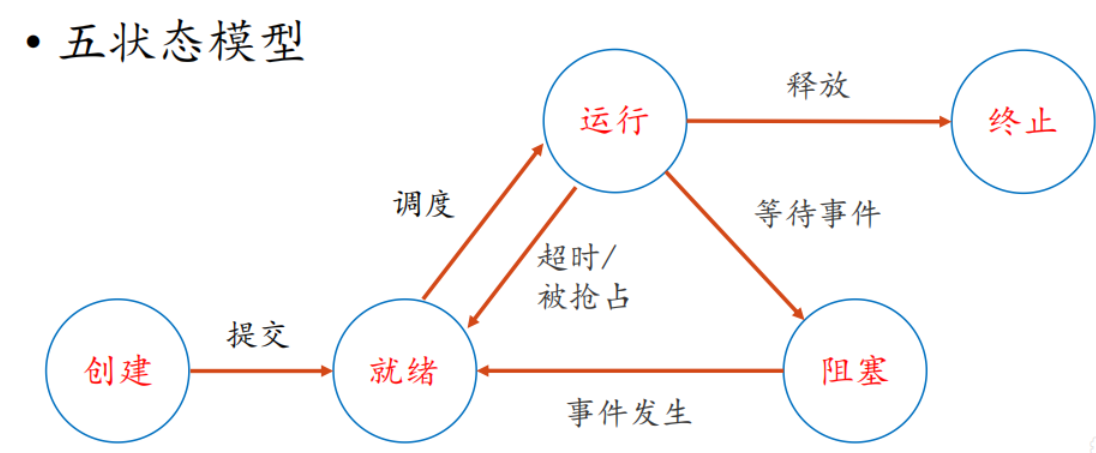 • 五状态模型
运行
释放
终止
调度
等待事件
超时/
被抢占
创建
提交
就绪
阻塞
事件发生